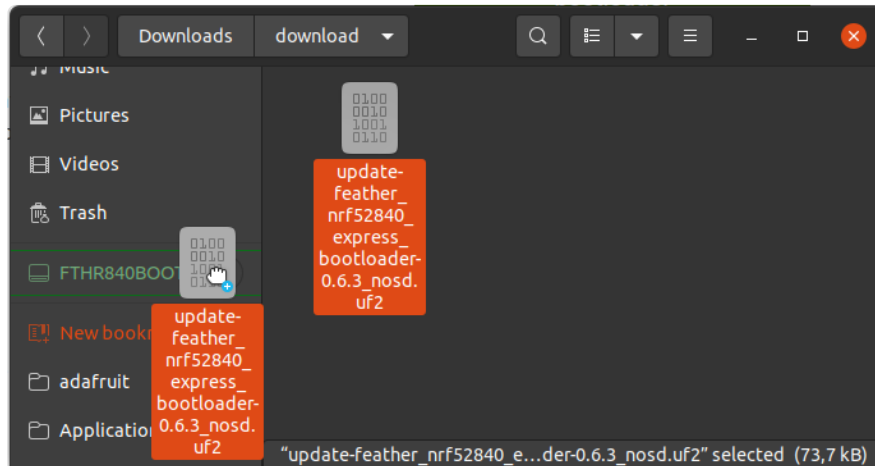 Downloads
download
Music
Pictures
Videos
Trash
FTHR840BOOT
New bookm
adafruit
Application
0100
0010
1001
0110
update-
feather_
nrf52840_
express_
bootloader-
0.6.3_nosd.
uf2
0100
0010
update-
feather_
nrf52840_
express_
bootloader-
0.6.3_nosd.
uf2
“update-feather_nrf52840_e...der-0.6.3_nosd.uf2” selected (73,7 kB)